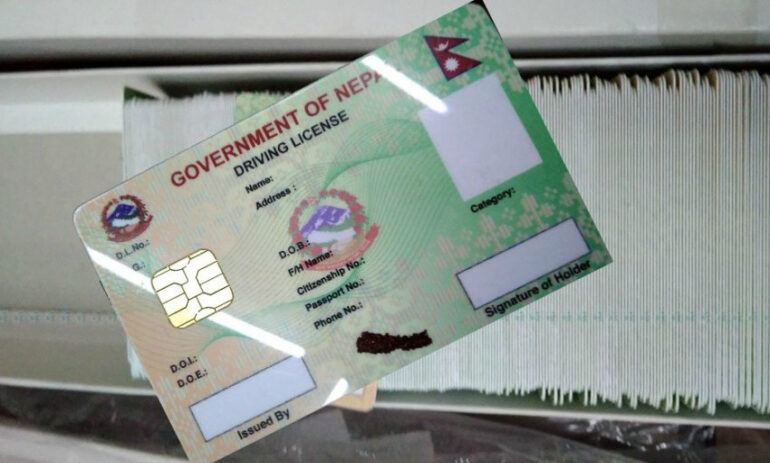 GOVERNMENT OF NEPA
DRIVING LICENSE
Name:
Address :
D.L.No.:
G.:
D.O.B.:
F/H Name:
Citizenship No.:
Passport No.:
Phone No.:
Category:
Signature of Holder
D.O.I.:
D.O.E.:
Issued By